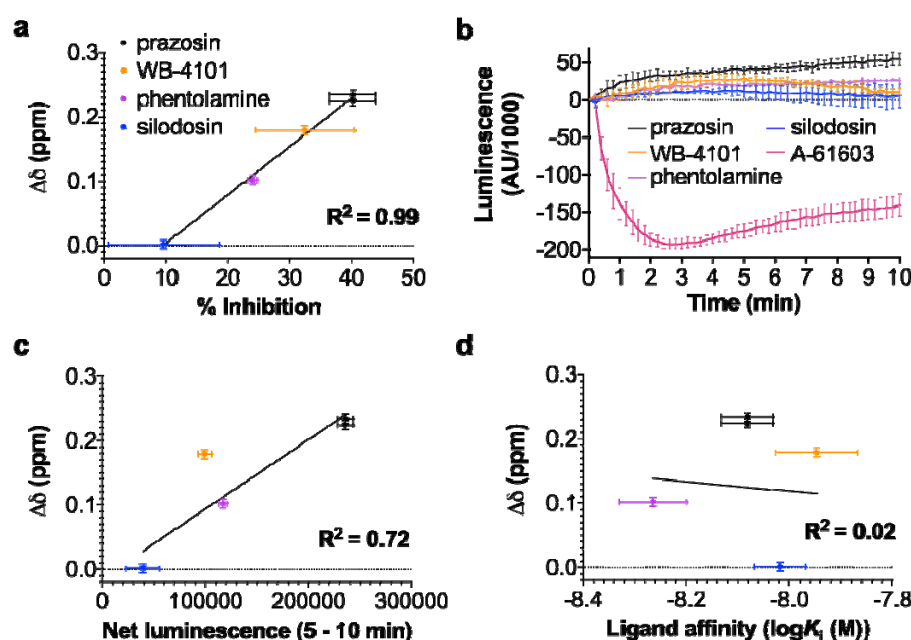 a
prazosin
WB-4101
phentolamine
silodosin
Δδ (ppm)
0.3
0.2
0.1
0.0
R² = 0.99
0 10 20 30 40 50
% Inhibition
b
Luminescence
(AU/1000)
50
0
-50
-100
-150
-200
prazosin
silodosin
WB-4101
A-61603
phentolamine
0 1 2 3 4 5 6 7 8 9 10
Time (min)
c
Δδ (ppm)
0.3
0.2
0.1
0.0
R² = 0.72
0 100000 200000 300000
Net luminescence (5 - 10 min)
d
Δδ (ppm)
0.3
0.2
0.1
0.0
R² = 0.02
-8.4 -8.2 -8.0 -7.8
Ligand affinity (logKᵢ (M))